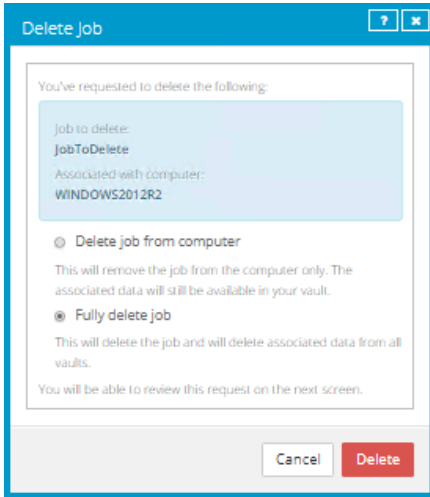 Delete Job
? x
You've requested to delete the following:
Job to delete:
JobToDelete
Associated with computer:
WINDOWS2012R2
Delete job from computer
This will remove the job from the computer only. The
associated data will still be available in your vault.
Fully delete job
This will delete the job and will delete associated data from all
vaults.
You will be able to review this request on the next screen.
Cancel Delete